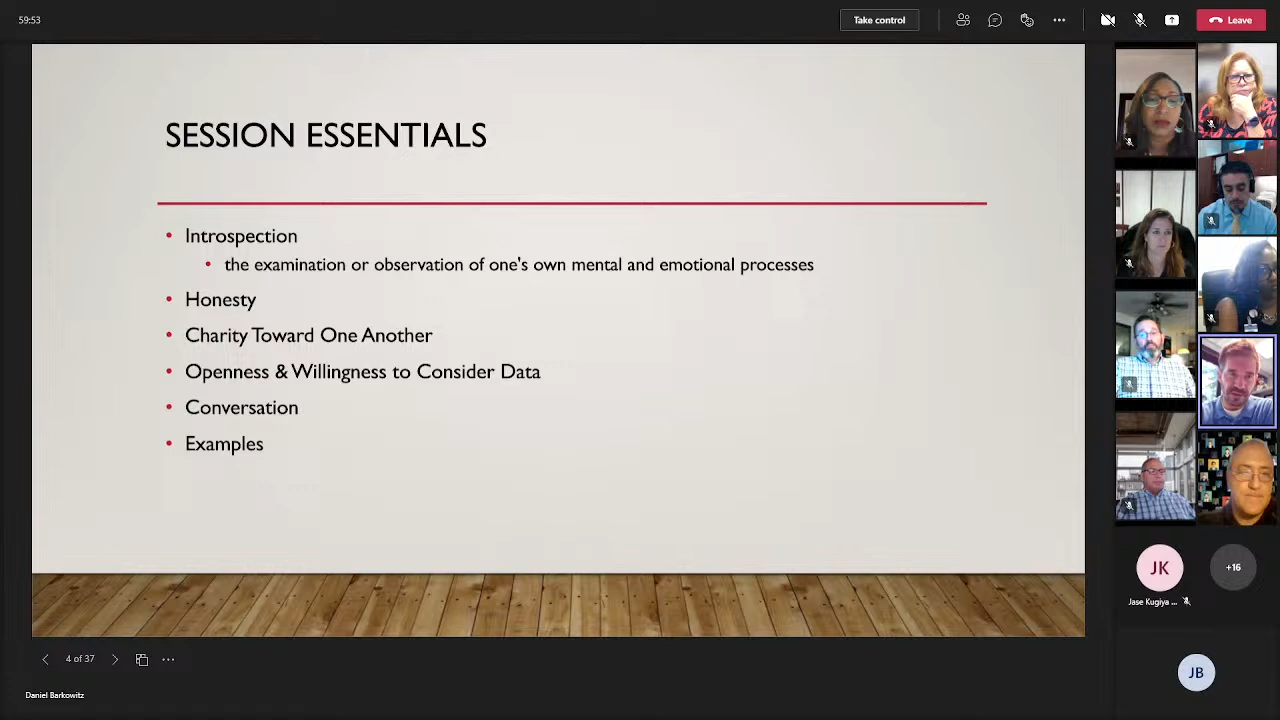 59:53
Take control
Leave
SESSION ESSENTIALS
• Introspection
• the examination or observation of one's own mental and emotional processes
• Honesty
• Charity Toward One Another
• Openness & Willingness to Consider Data
• Conversation
• Examples
JK
+16
Jase Kugiya ...
4 of 37
JB
Daniel Barkowitz